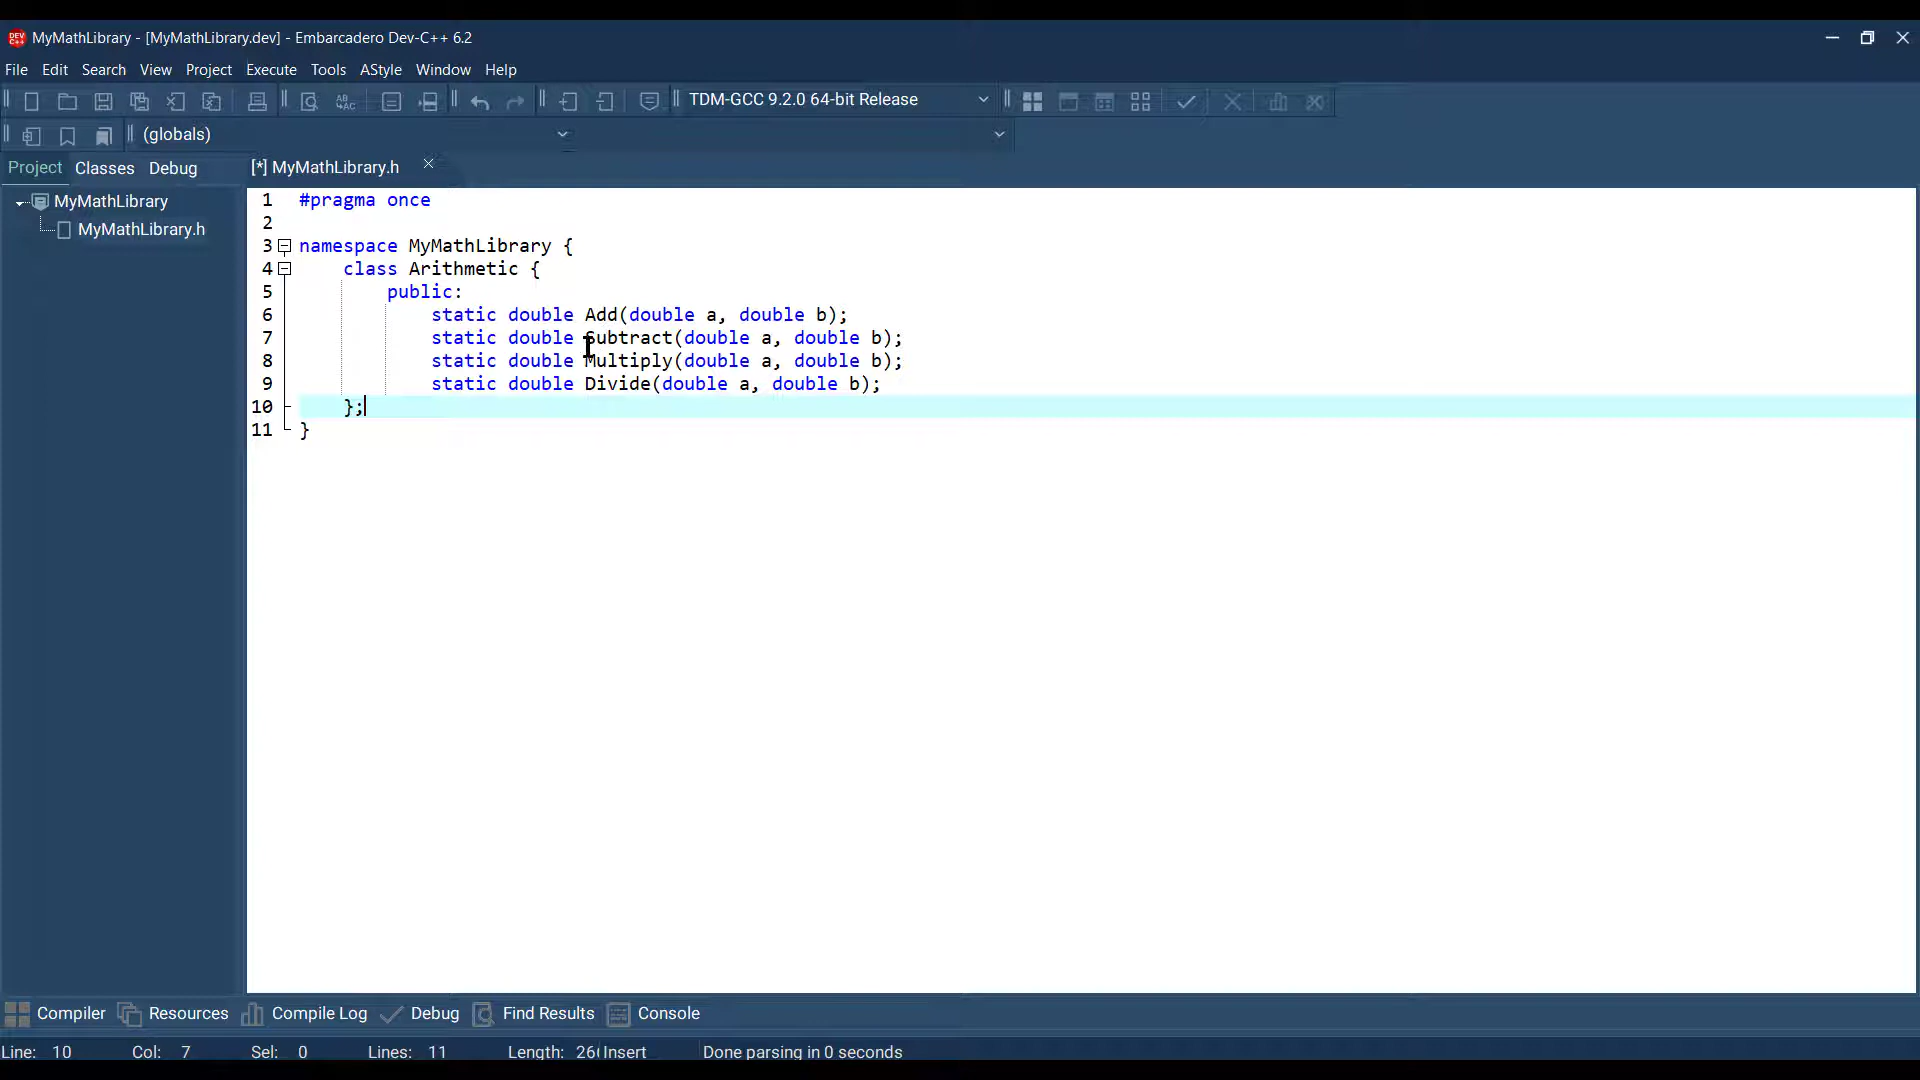 DEV C++ MyMathLibrary - [MyMathLibrary.dev] - Embarcadero Dev-C++ 6.2
File Edit Search View Project Execute Tools AStyle Window Help
TDM-GCC 9.2.0 64-bit Release
(globals)
Project Classes Debug [*] MyMathLibrary.h
MyMathLibrary
MyMathLibrary.h
1 #pragma once
2
3 namespace MyMathLibrary {
4 class Arithmetic {
5 public:
6 static double Add(double a, double b);
7 static double Subtract(double a, double b);
8 static double Multiply(double a, double b);
9 static double Divide(double a, double b);
10 };
11 }
Compiler Resources Compile Log Debug Find Results Console
Line: 10 Col: 7 Sel: 0 Lines: 11 Length: Insert Done parsing in 0 seconds